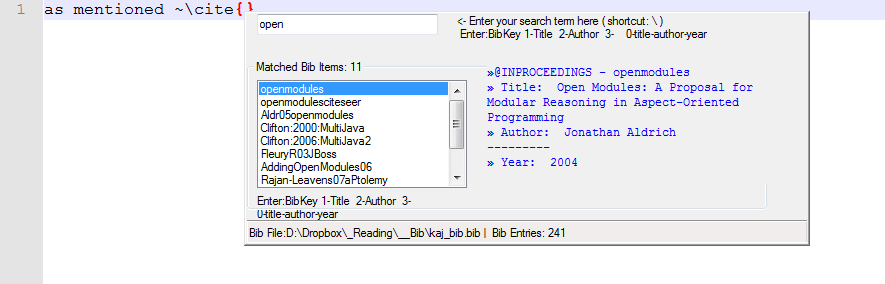 1 as mentioned ~\cite{}
open
<- Enter your search term here ( shortcut: \ )
Enter:BibKey 1-Title 2-Author 3- 0-title-author-year
Matched Bib Items: 11
openmodules
openmodulesciteseer
Aldr05openmodules
Clifton:2000:MultiJava
Clifton:2006:MultiJava2
FleuryR03JBoss
AddingOpenModules06
Rajan-Leavens07aPtolemy
»@INPROCEEDINGS - openmodules
» Title: Open Modules: A Proposal for
Modular Reasoning in Aspect-Oriented
Programming
» Author: Jonathan Aldrich
---------
» Year: 2004
Enter:BibKey 1-Title 2-Author 3-
0-title-author-year
Bib File:D:\Dropbox\_Reading\__Bib\kaj_bib.bib | Bib Entries: 241